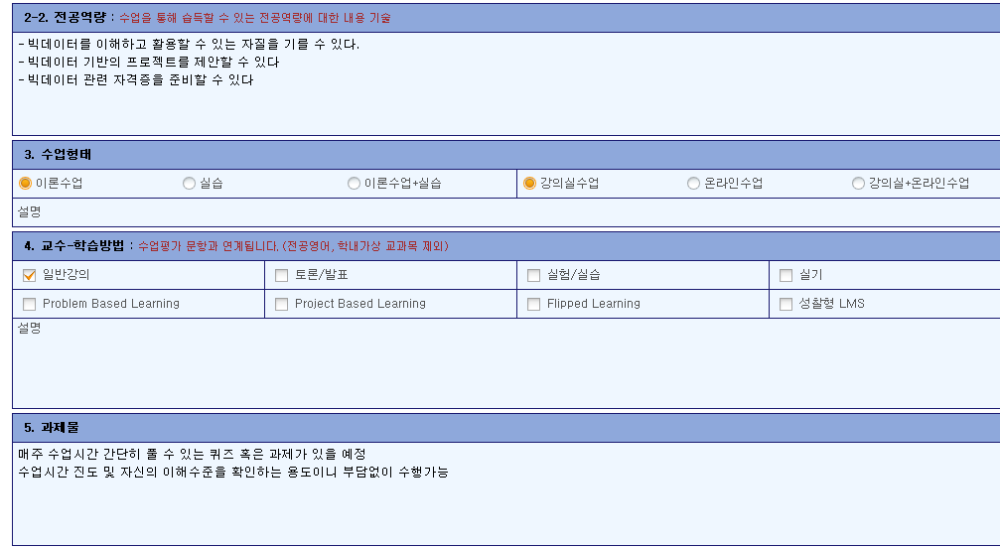 2-2. 전공역량 : 수업을 통해 습득할 수 있는 전공역량에 대한 내용 기술
- 빅데이터를 이해하고 활용할 수 있는 자질을 기를 수 있다.
- 빅데이터 기반의 프로젝트를 제안할 수 있다
- 빅데이터 관련 자격증을 준비할 수 있다
3. 수업형태
이론수업 실습 이론수업+실습 강의실수업 온라인수업 강의실+온라인수업
설명
4. 교수-학습방법 : 수업평가 문항과 연계됩니다. (전공영어, 학내가상 교과목 제외)
일반강의 토론/발표 실험/실습 실기
Problem Based Learning Project Based Learning Flipped Learning 성찰형 LMS
설명
5. 과제물
매주 수업시간 간단히 풀 수 있는 퀴즈 혹은 과제가 있을 예정
수업시간 진도 및 자신의 이해수준을 확인하는 용도이니 부담없이 수행가능